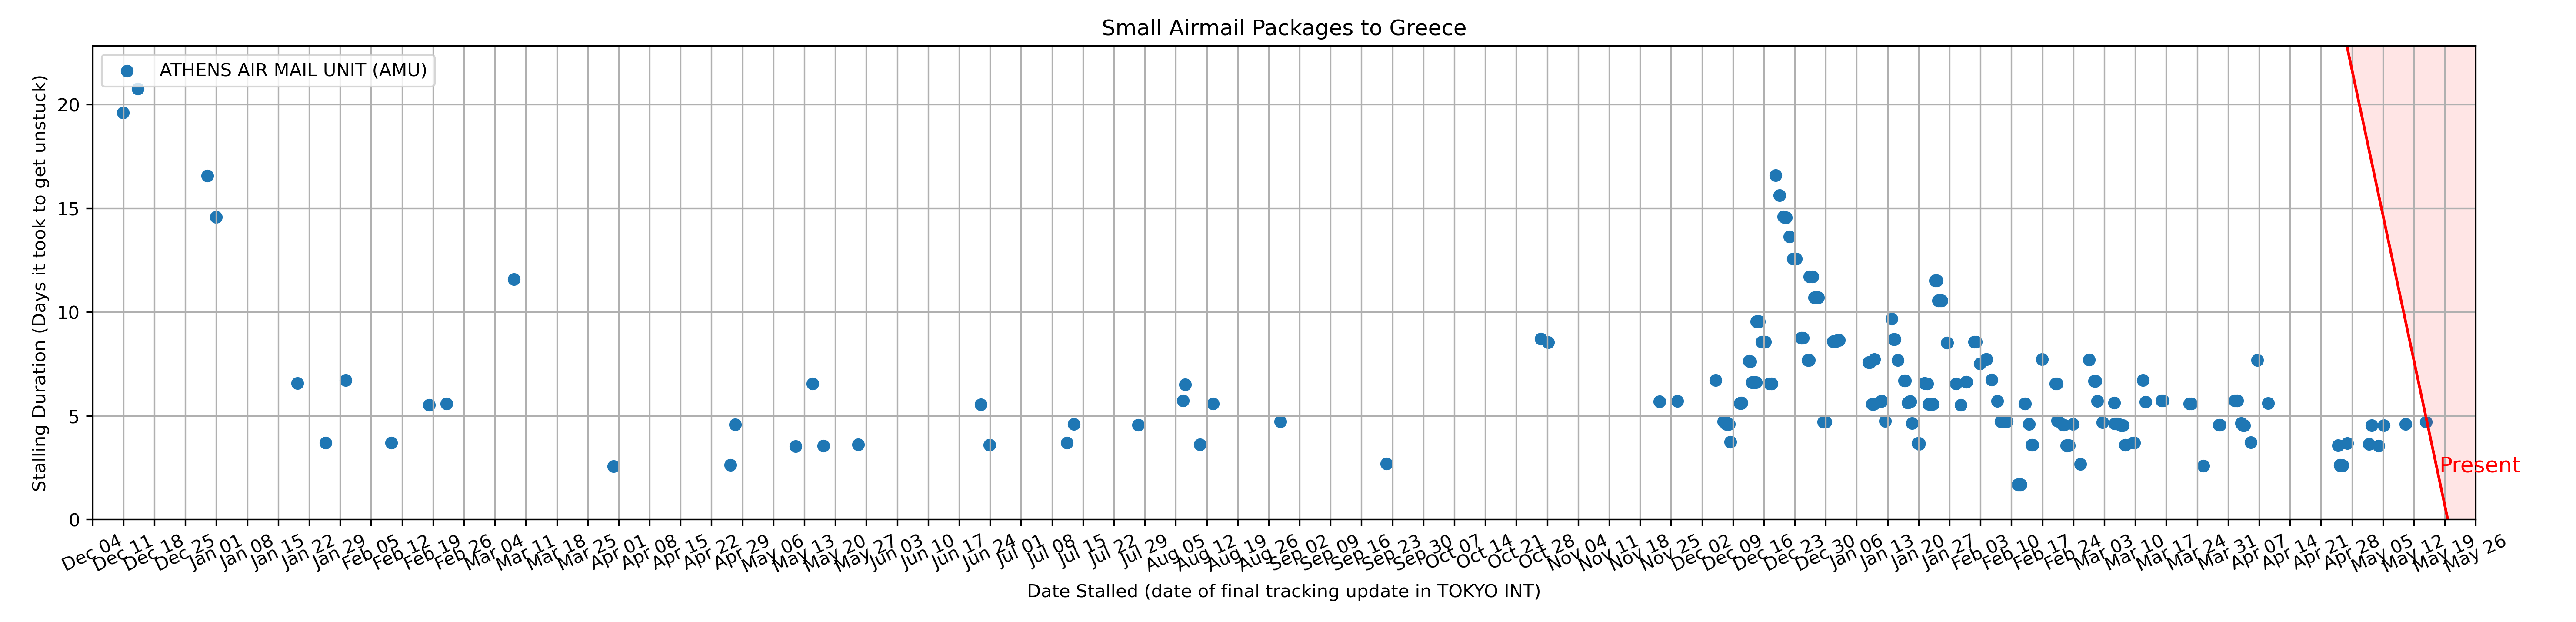 Small Airmail Packages to Greece
ATHENS AIR MAIL UNIT (AMU)
Stalling Duration (Days it took to get unstuck)
20
15
10
5
0
Present
Dec 04
Dec 11
Dec 18
Dec 25
Jan 01
Jan 08
Jan 15
Jan 22
Jan 29
Feb 05
Feb 12
Feb 19
Feb 26
Mar 04
Mar 11
Mar 18
Mar 25
Apr 01
Apr 08
Apr 15
Apr 22
Apr 29
May 06
May 13
May 20
May 27
Jun 03
Jun 10
Jun 17
Jun 24
Jul 01
Jul 08
Jul 15
Jul 22
Jul 29
Aug 05
Aug 12
Aug 19
Aug 26
Sep 02
Sep 09
Sep 16
Sep 23
Sep 30
Oct 07
Oct 14
Oct 21
Oct 28
Nov 04
Nov 11
Nov 18
Nov 25
Dec 02
Dec 09
Dec 16
Dec 23
Dec 30
Jan 06
Jan 13
Jan 20
Jan 27
Feb 03
Feb 10
Feb 17
Feb 24
Mar 03
Mar 10
Mar 17
Mar 24
Mar 31
Apr 07
Apr 14
Apr 21
Apr 28
May 05
May 12
May 19
May 26
Date Stalled (date of final tracking update in TOKYO INT)